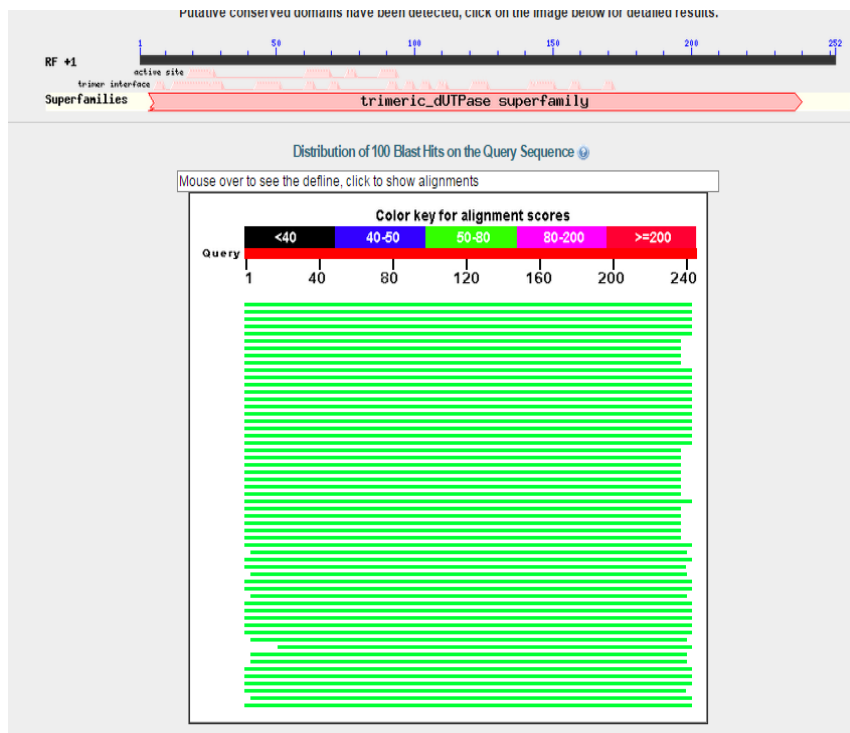 Putative conserved domains have been detected, click on the image below for detailed results.
1 50 100 150 200 252
RF +1
active site
trimer interface
Superfamilies trimeric_dUTPase superfamily
Distribution of 100 Blast Hits on the Query Sequence
Mouse over to see the defline, click to show alignments
Color key for alignment scores
<40 40-50 50-80 80-200 >=200
Query
1 40 80 120 160 200 240